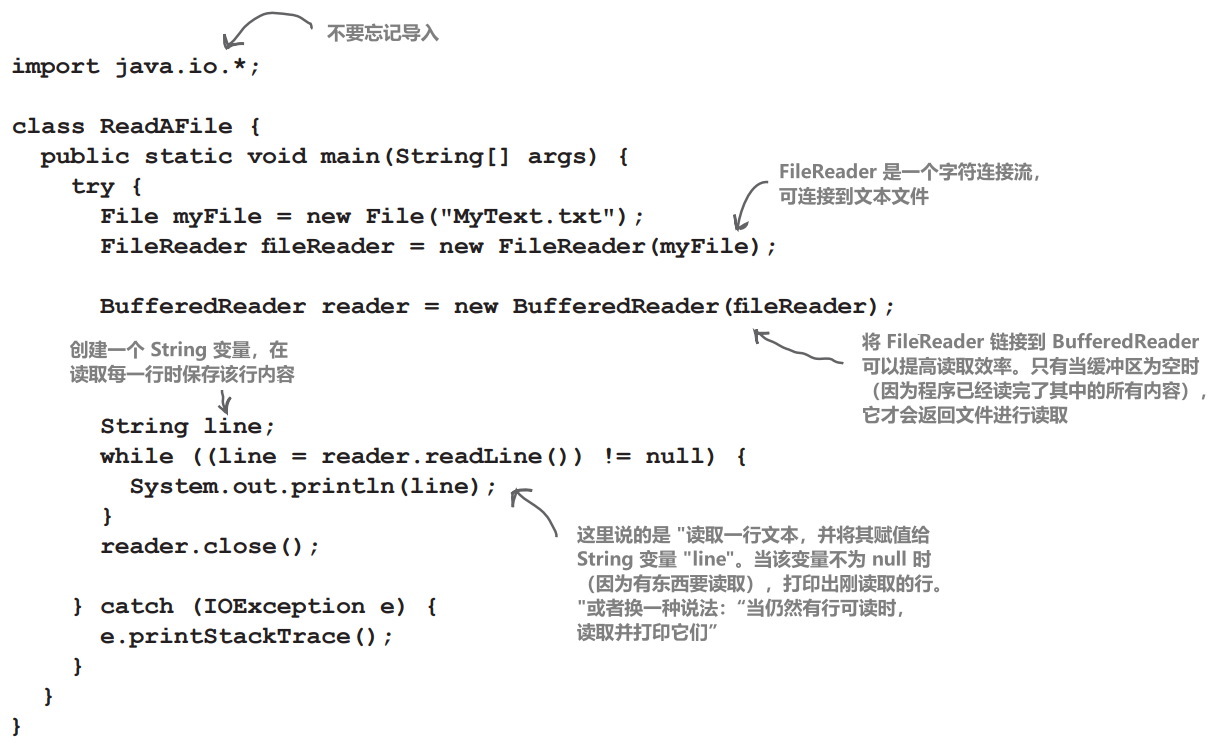 不要忘记导入
import java.io.*;
class ReadAFile {
public static void main(String[] args) {
try {
File myFile = new File("MyText.txt");
FileReader fileReader = new FileReader(myFile);
FileReader 是一个字符连接流，
可连接到文本文件
BufferedReader reader = new BufferedReader(fileReader);
将 FileReader 链接到 BufferedReader
可以提高读取效率。只有当缓冲区为空时
（因为程序已经读完了其中的所有内容），
它才会返回文件进行读取
创建一个 String 变量，在
读取每一行时保存该行内容
String line;
while ((line = reader.readLine()) != null) {
System.out.println(line);
}
reader.close();
这里说的是 "读取一行文本，并将其赋值给
String 变量 "line"。当该变量不为 null 时
（因为有东西要读取），打印出刚读取的行。
"或者换一种说法：“当仍然有行可读时，
读取并打印它们”
} catch (IOException e) {
e.printStackTrace();
}
}
}